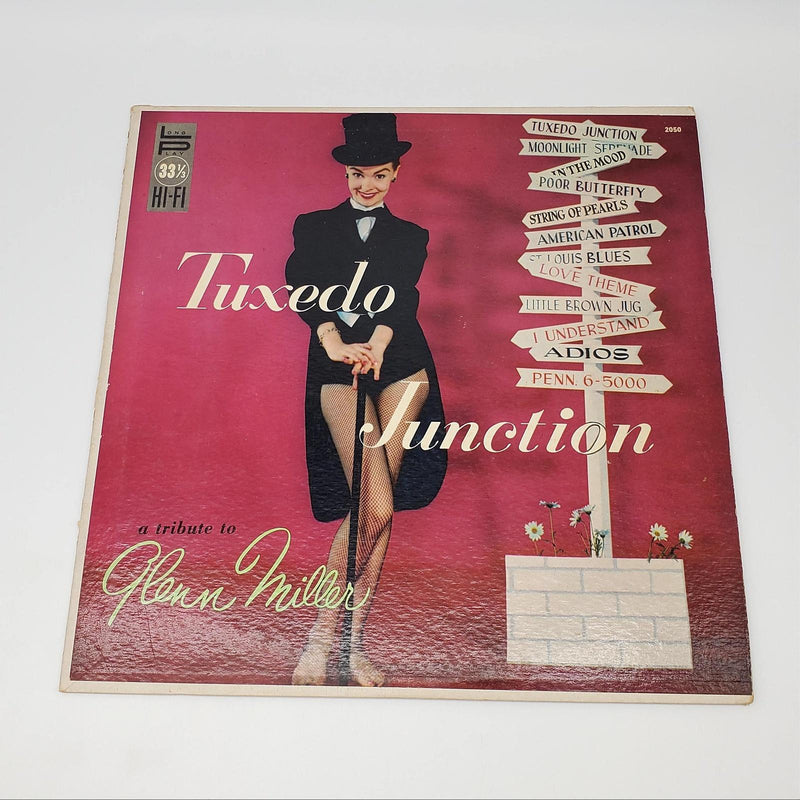 LONG
PLAY
33 1/3
HI-FI
2050
TUXEDO JUNCTION
MOONLIGHT SERENADE
IN THE MOOD
POOR BUTTERFLY
STRING OF PEARLS
AMERICAN PATROL
ST. LOUIS BLUES
LOVE THEME
LITTLE BROWN JUG
I UNDERSTAND
ADIOS
PENN. 6-5000
Tuxedo
Junction
a tribute to
Glenn Miller